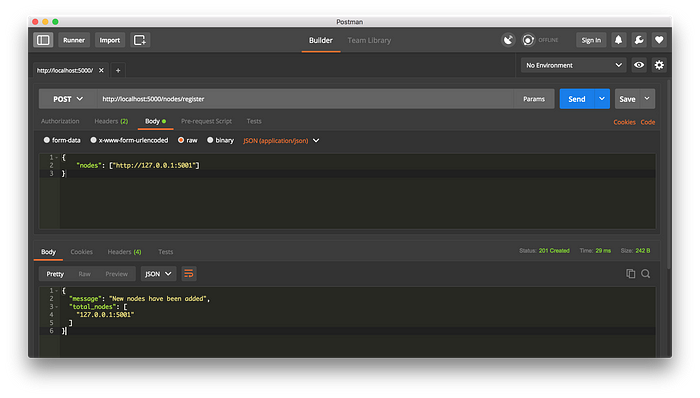 Postman
Runner Import Builder Team Library OFFLINE Sign In
http://localhost:5000/ No Environment
POST http://localhost:5000/nodes/register Params Send Save
Authorization Headers (2) Body Pre-request Script Tests Cookies Code
form-data x-www-form-urlencoded raw binary JSON (application/json)
1 {
2 "nodes": ["http://127.0.0.1:5001"]
3 }
Body Cookies Headers (4) Tests Status: 201 Created Time: 29 ms Size: 242 B
Pretty Raw Preview JSON
1 {
2 "message": "New nodes have been added",
3 "total_nodes": [
4 "127.0.0.1:5001"
5 ]
6 }